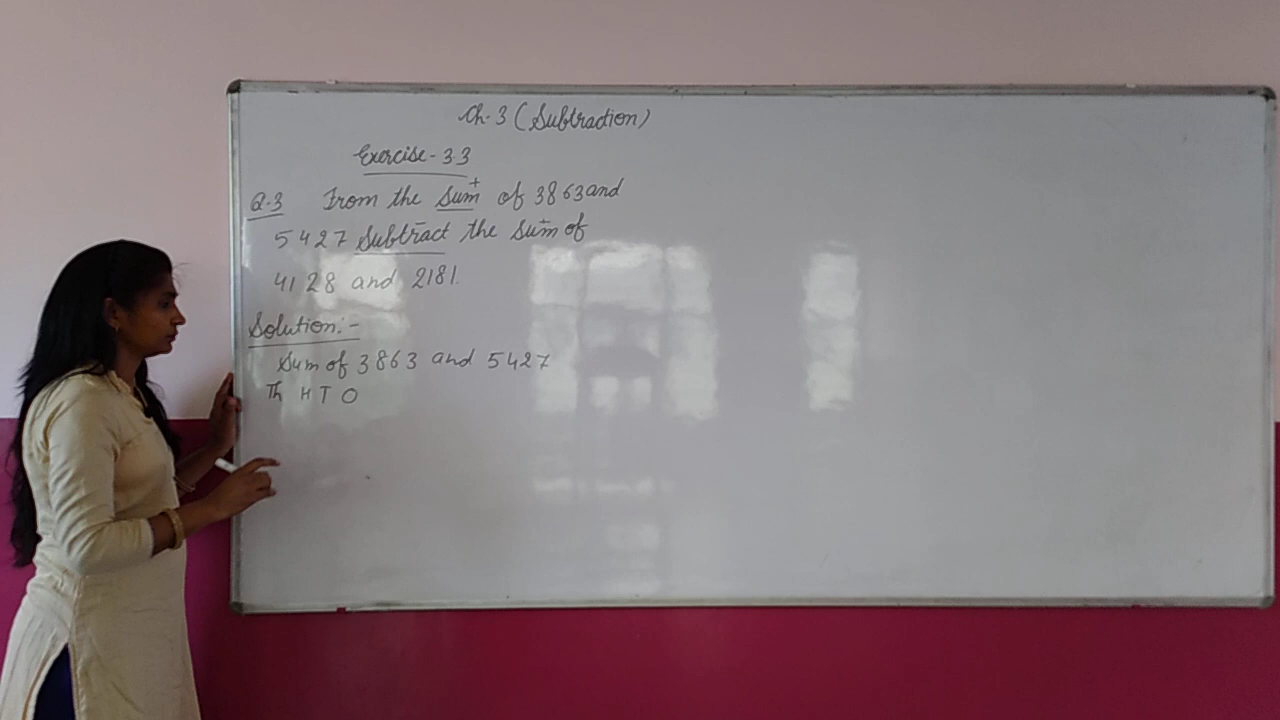 Ch-3 (Subtraction)
Exercise-3.3
Q.3 From the sum+ of 3863 and
5427 Subtract- the sum+ of
4128 and 2181.
Solution:-
Sum of 3863 and 5427
Th H T O